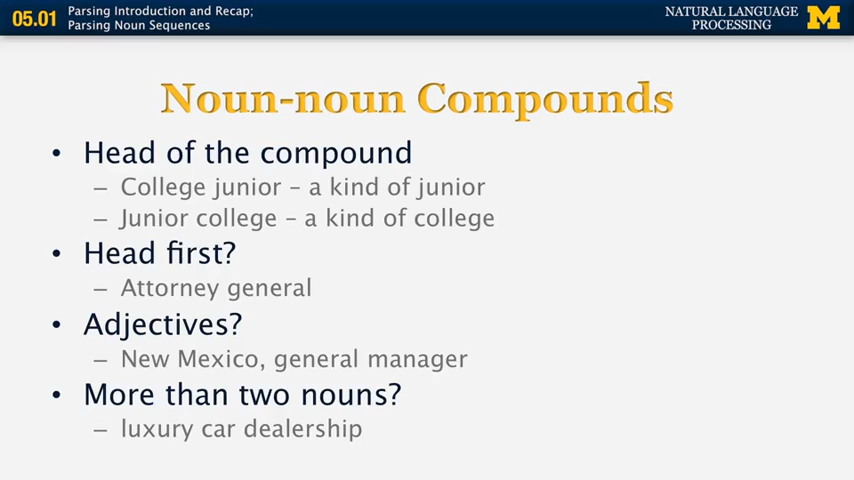 05.01
Parsing Introduction and Recap;
Parsing Noun Sequences
NATURAL LANGUAGE
PROCESSING
M
Noun-noun Compounds
• Head of the compound
– College junior – a kind of junior
– Junior college – a kind of college
• Head first?
– Attorney general
• Adjectives?
– New Mexico, general manager
• More than two nouns?
– luxury car dealership